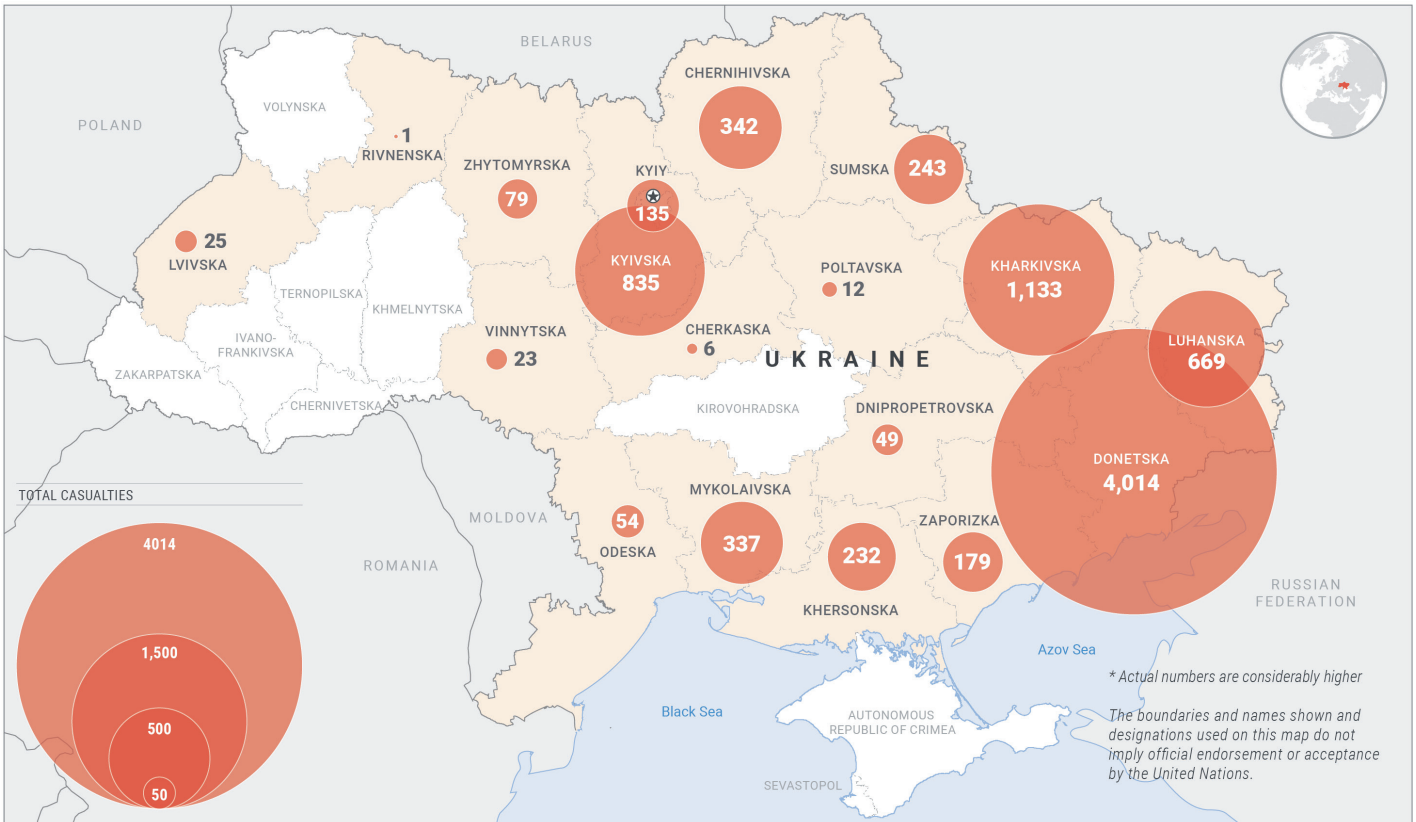 BELARUS
CHERNIHIVSKA
342
VOLYNSKA
POLAND
1
RIVNENSKA
ZHYTOMYRSKA
79
KYIY
135
SUMSKA
243
25
LVIVSKA
KYIVSKA
835
POLTAVSKA
12
KHARKIVSKA
1,133
TERNOPILSKA
KHMELNYTSKA
IVANO-
FRANKIVSKA
VINNYTSKA
23
CHERKASKA
6
UKRAINE
LUHANSKA
669
ZAKARPATSKA
CHERNIVETSKA
KIROVOHRADSKA
DNIPROPETROVSKA
49
DONETSKA
4,014
TOTAL CASUALTIES
4014
1,500
500
50
MOLDOVA
ROMANIA
54
ODESKA
MYKOLAIVSKA
337
232
KHERSONSKA
ZAPORIZKA
179
RUSSIAN
FEDERATION
Azov Sea
Black Sea
AUTONOMOUS
REPUBLIC OF CRIMEA
SEVASTOPOL
* Actual numbers are considerably higher
The boundaries and names shown and
designations used on this map do not
imply official endorsement or acceptance
by the United Nations.